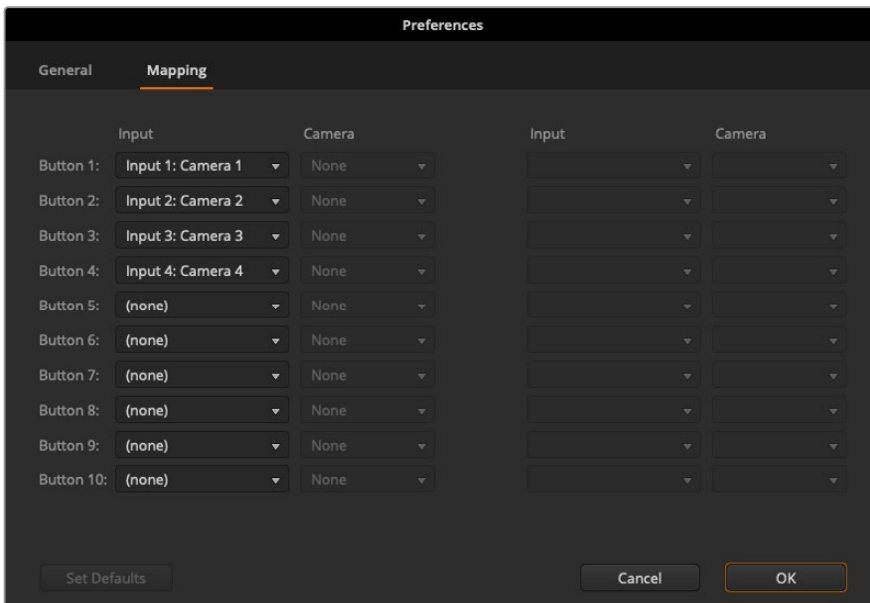 Preferences
General Mapping
Input Camera Input Camera
Button 1: Input 1: Camera 1 None
Button 2: Input 2: Camera 2 None
Button 3: Input 3: Camera 3 None
Button 4: Input 4: Camera 4 None
Button 5: (none) None
Button 6: (none) None
Button 7: (none) None
Button 8: (none) None
Button 9: (none) None
Button 10: (none) None
Set Defaults Cancel OK